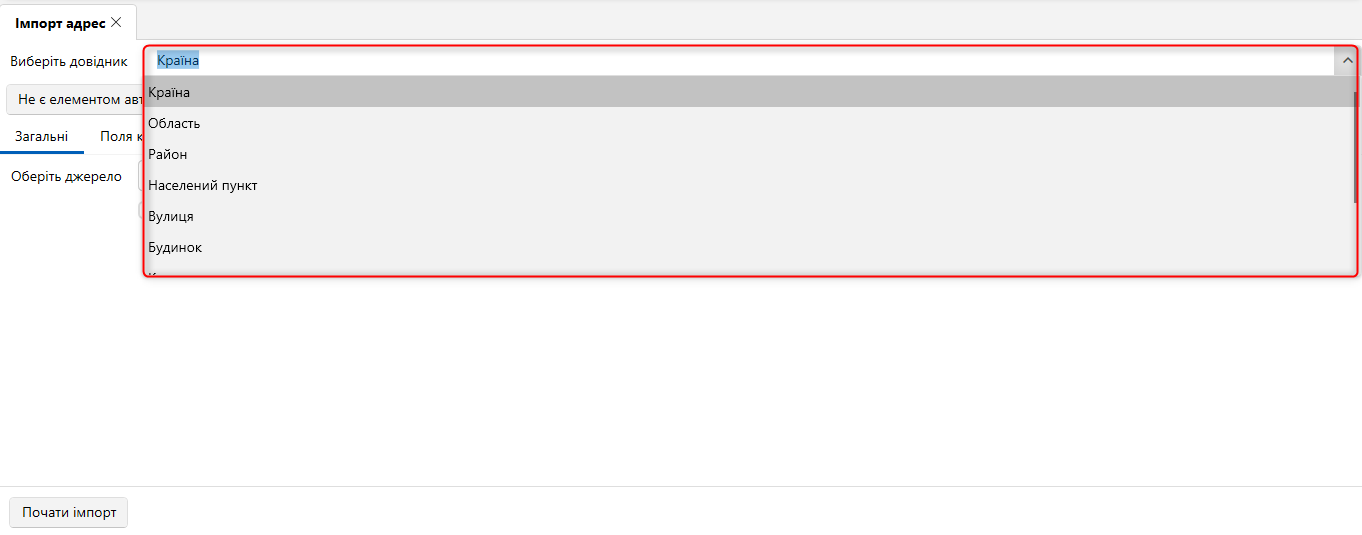 Імпорт адрес
Виберіть довідник
Країна
Країна
Не є елементом авт
Область
Загальні
Поля к
Район
Оберіть джерело
Населений пункт
Вулиця
Будинок
Почати імпорт